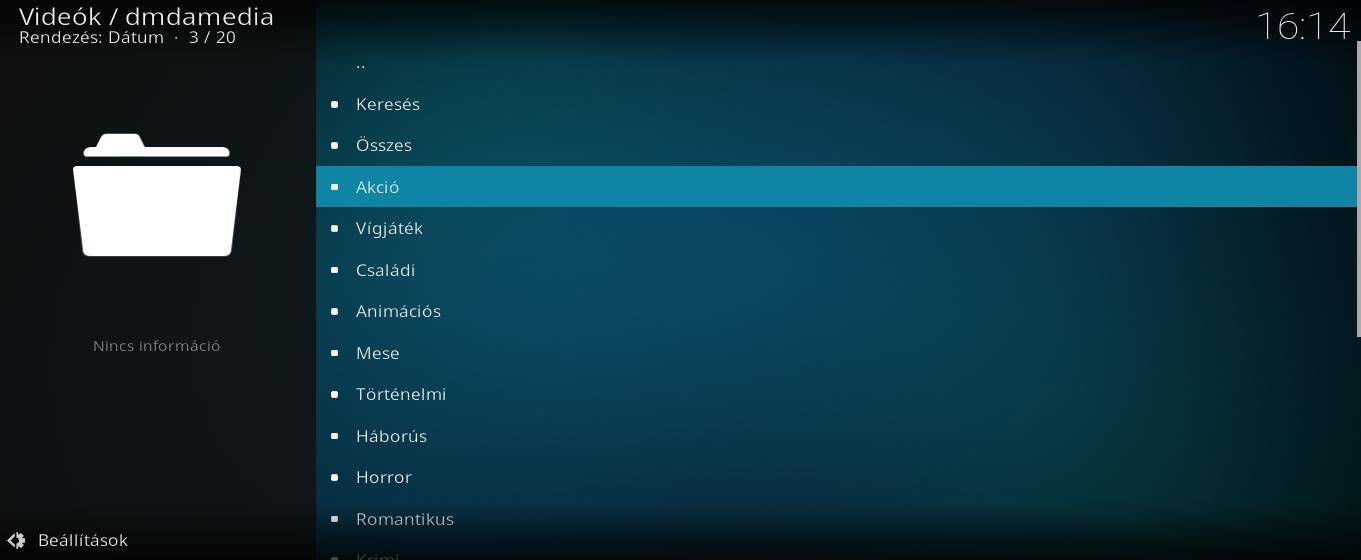 Videók / dmdamedia
Rendezés: Dátum · 3 / 20
16:14
..
Keresés
Összes
Akció
Vígjáték
Családi
Animációs
Mese
Történelmi
Háborús
Horror
Romantikus
Krimi
Nincs információ
Beállítások